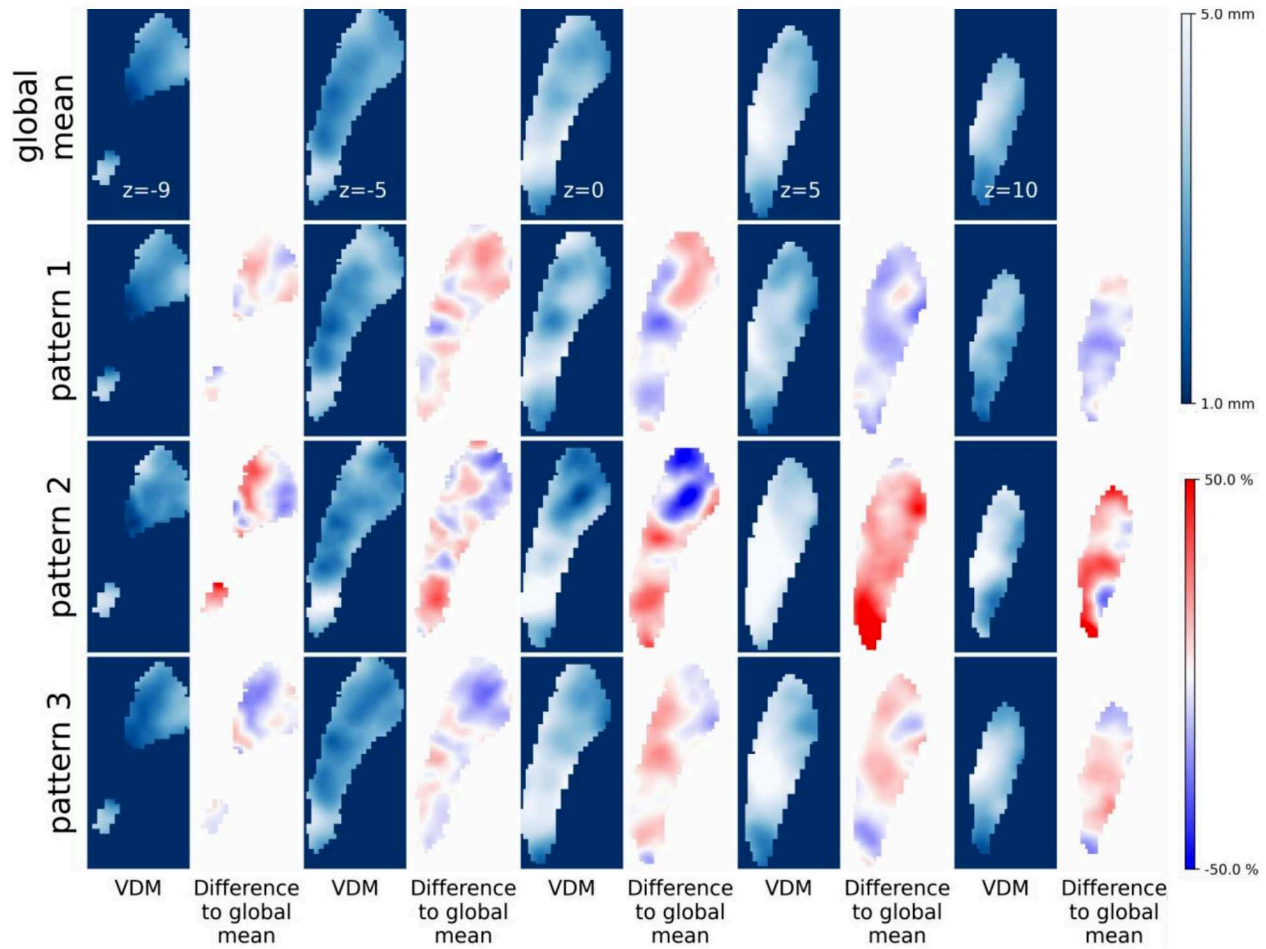 global
mean
z=-9
z=-5
z=0
z=5
z=10
5.0 mm
1.0 mm
pattern 1
pattern 2
50.0 %
-50.0 %
pattern 3
VDM
Difference
to global
mean
VDM
Difference
to global
mean
VDM
Difference
to global
mean
VDM
Difference
to global
mean
VDM
Difference
to global
mean